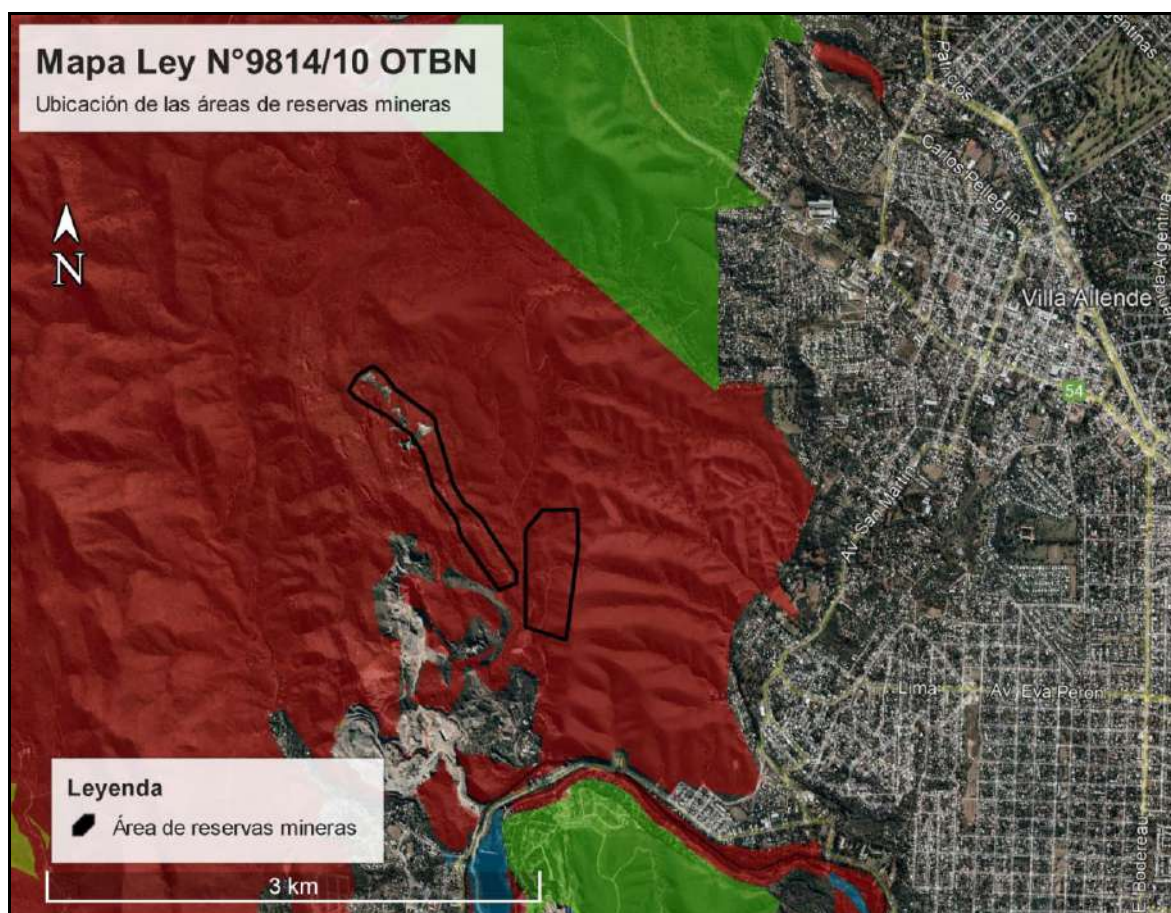 Mapa Ley N°9814/10 OTBN
Ubicación de las áreas de reservas mineras
N
Patricios
Carlos Pellegrini
Villa Allende
54
Av. San Martín
Lima
Av. Eva Perón
Leyenda
Área de reservas mineras
3 km